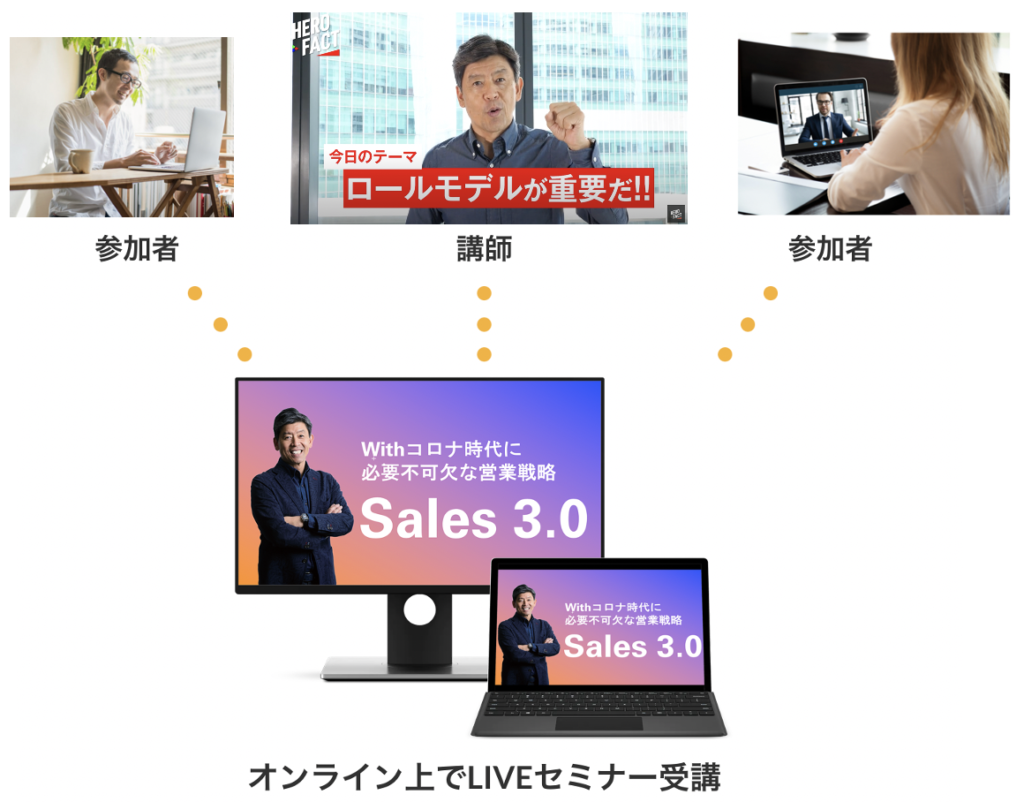 HERO
FACT
今日のテーマ
ロールモデルが重要だ!!
参加者
講師
参加者
Withコロナ時代に
必要不可欠な営業戦略
Sales 3.0
Withコロナ時代に
必要不可欠な営業戦略
Sales 3.0
オンライン上でLIVEセミナー受講